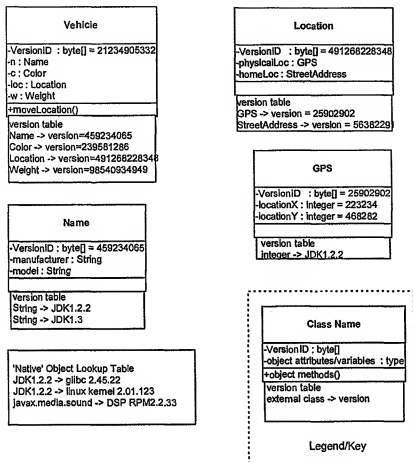 Vehicle
-VersionID : byte[] = 21234905332
-n : Name
-c : Color
-loc : Location
-w : Weight
+moveLocation()
version table
Name -> version=459234065
Color -> version=239581286
Location -> version=491268228348
Weight -> version=98540934949
Location
-VersionID : byte[] = 491268228348
-physicalLoc : GPS
-homeLoc : StreetAddress
version table
GPS -> version = 25902902
StreetAddress -> version = 56382291
GPS
-VersionID : byte[] = 25902902
-locationX : integer = 223234
-locationY : integer = 468282
version table
integer -> JDK1.2.2
Name
-VersionID : byte[] = 459234065
-manufacturer : String
-model : String
version table
String -> JDK1.2.2
String -> JDK1.3
'Native' Object Lookup Table
JDK1.2.2 -> glibc 2.45.22
JDK1.2.2 -> linux kernel 2.01.123
javax.media.sound -> DSP RPM2.2.33
Class Name
-VersionID : byte[]
-object attributes/variables : type
+object methods()
version table
external class -> version
Legend/Key